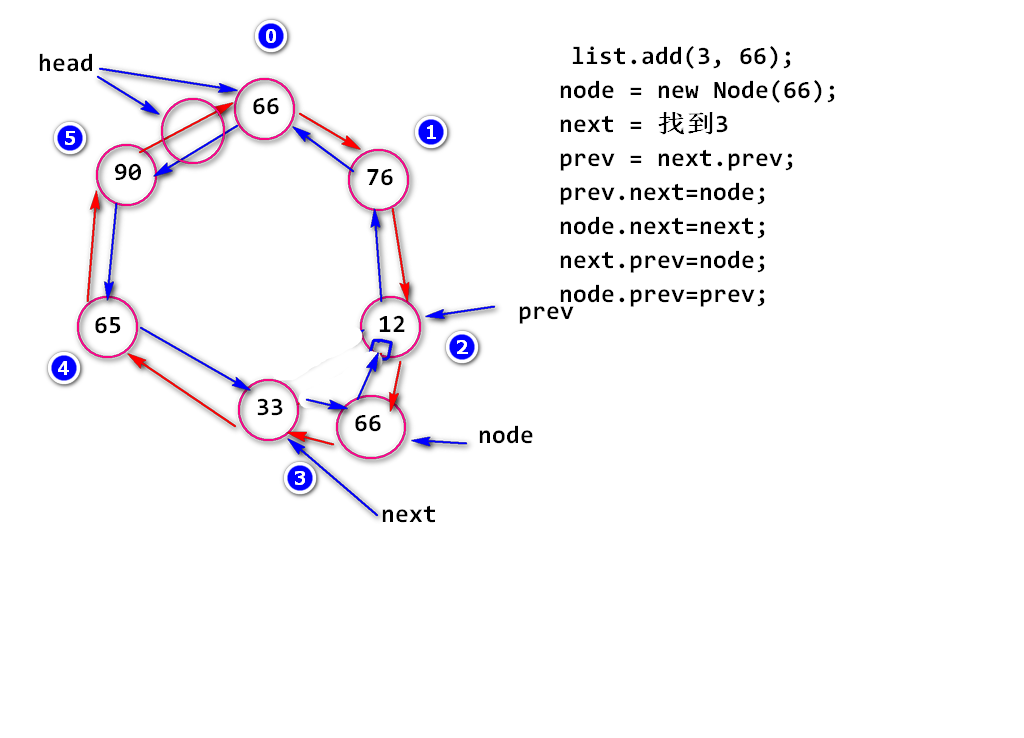 0
head
66
1
5
90
76
65
12
prev
2
4
33
66
node
3
next
list.add(3, 66);
node = new Node(66);
next = 找到3
prev = next.prev;
prev.next=node;
node.next=next;
next.prev=node;
node.prev=prev;